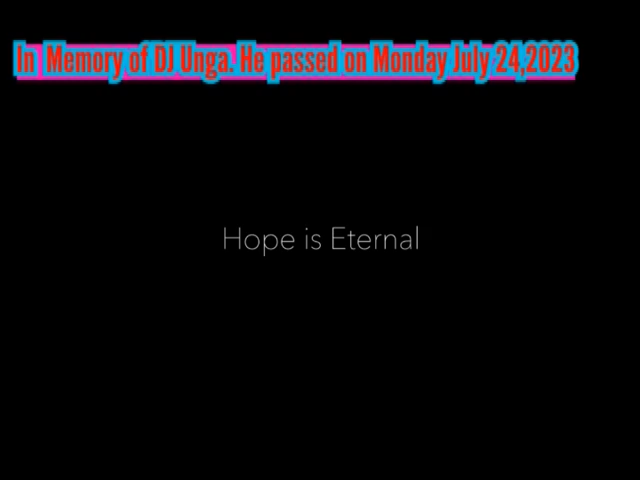 In Memory of DJ Unga. He passed on Monday July 24,2023
Hope is Eternal